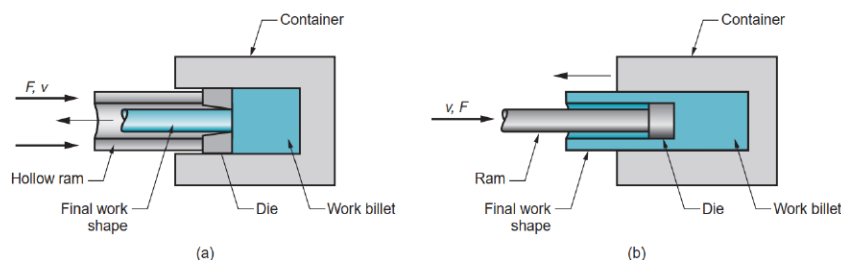 Container
F, v
Hollow ram
Final work
shape
Die
Work billet
(a)
Container
v, F
Ram
Final work
shape
Die
Work billet
(b)